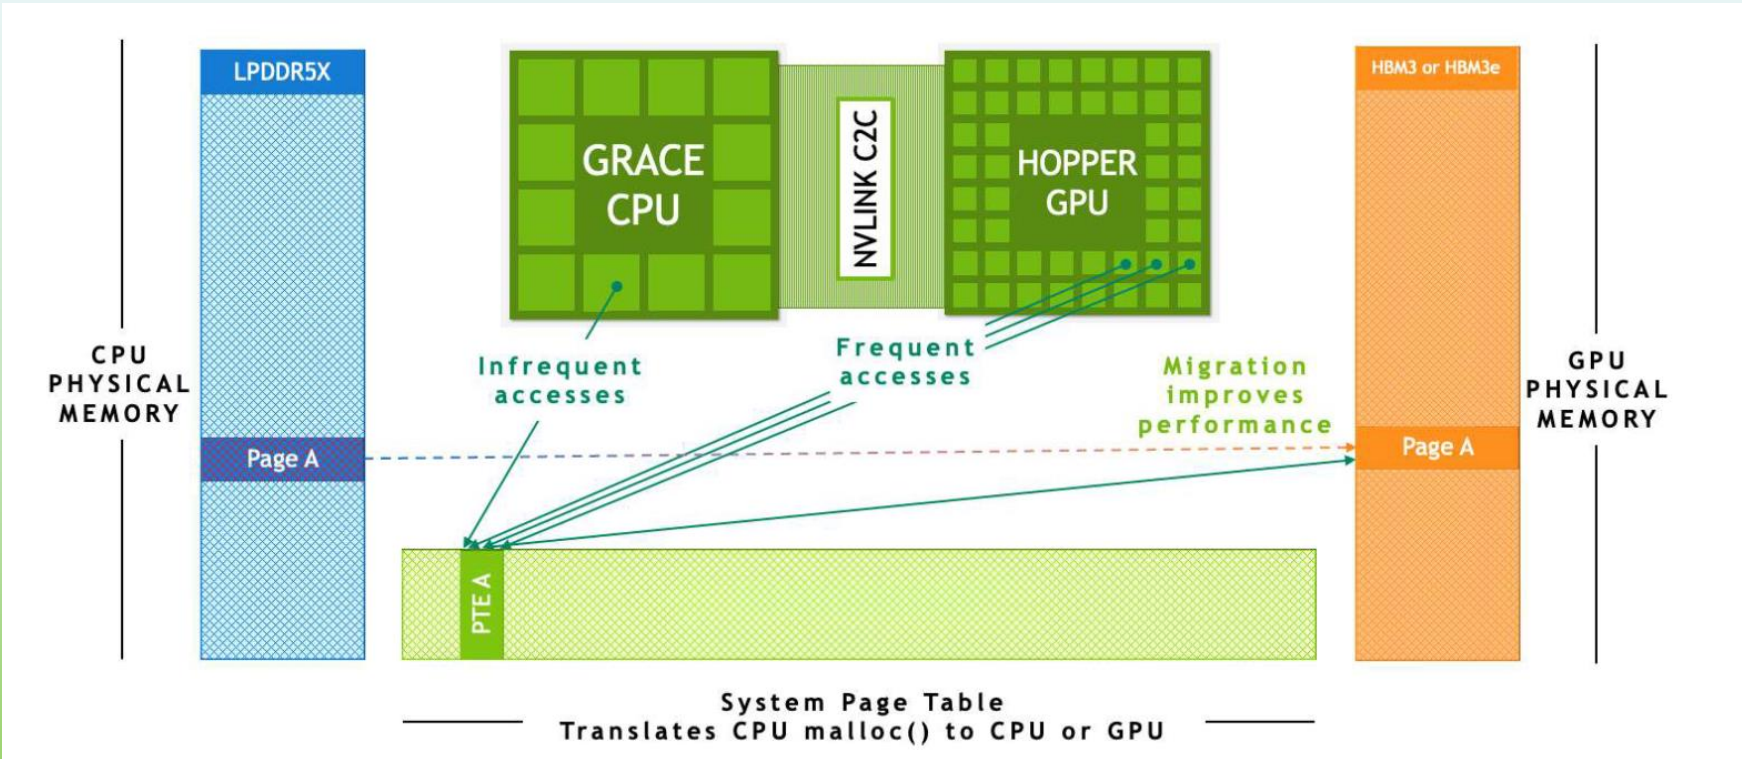 LPDDR5X
GRACE
CPU
NVLINK C2C
HOPPER
GPU
HBM3 or HBM3e
CPU
PHYSICAL
MEMORY
Infrequent
accesses
Frequent
accesses
Migration
improves
performance
GPU
PHYSICAL
MEMORY
Page A
Page A
PTE A
System Page Table
Translates CPU malloc() to CPU or GPU